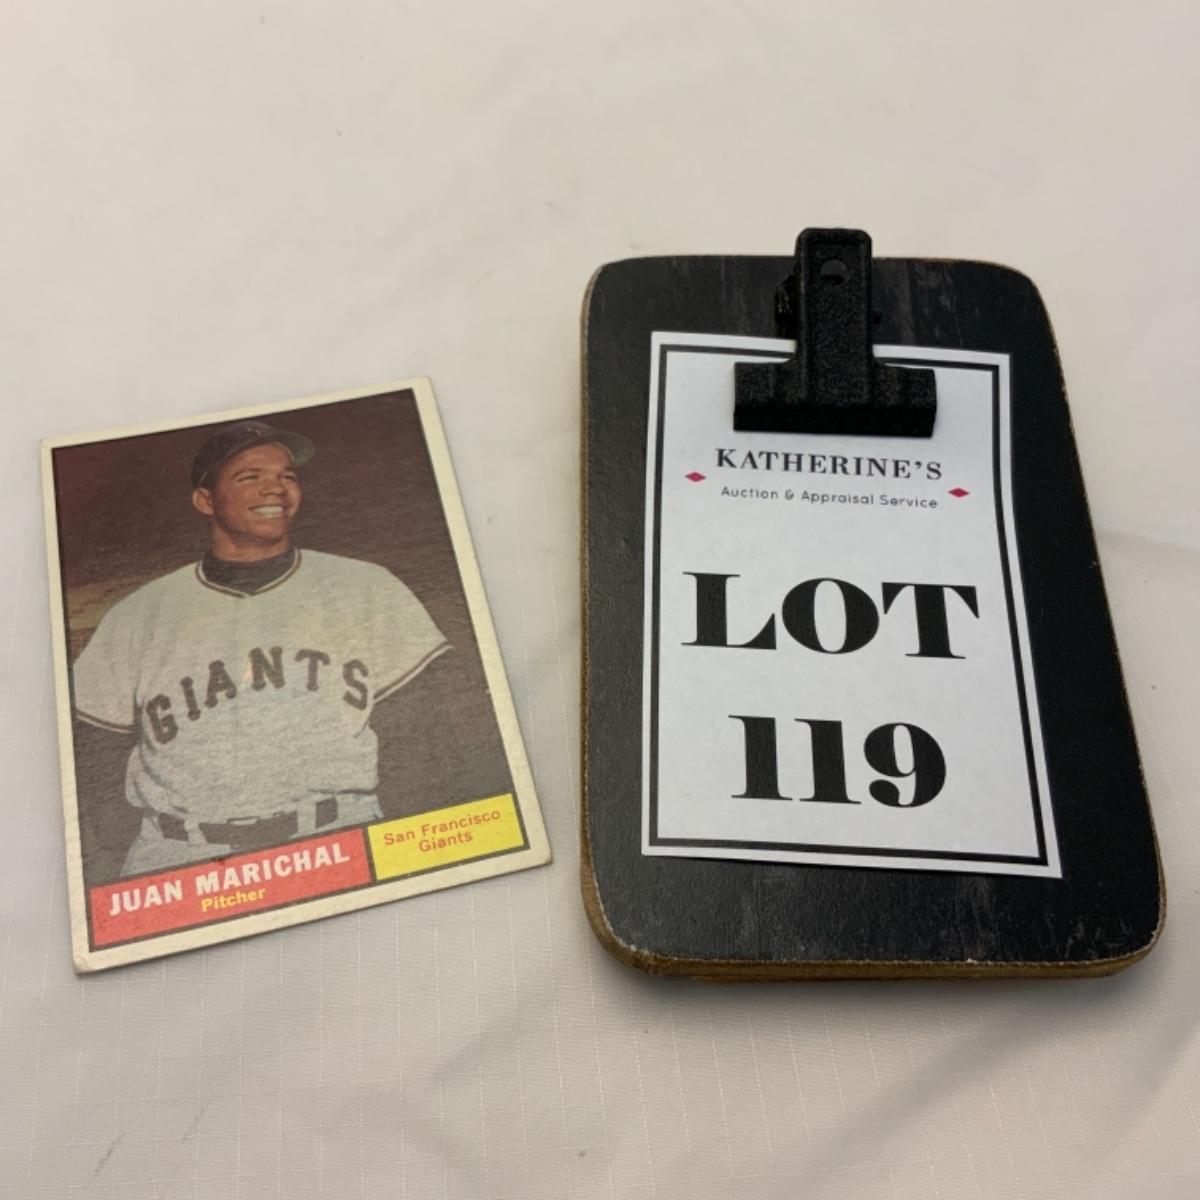 GIANTS
JUAN MARICHAL
Pitcher
San Francisco
Giants
KATHERINE'S
Auction & Appraisal Service
LOT
119